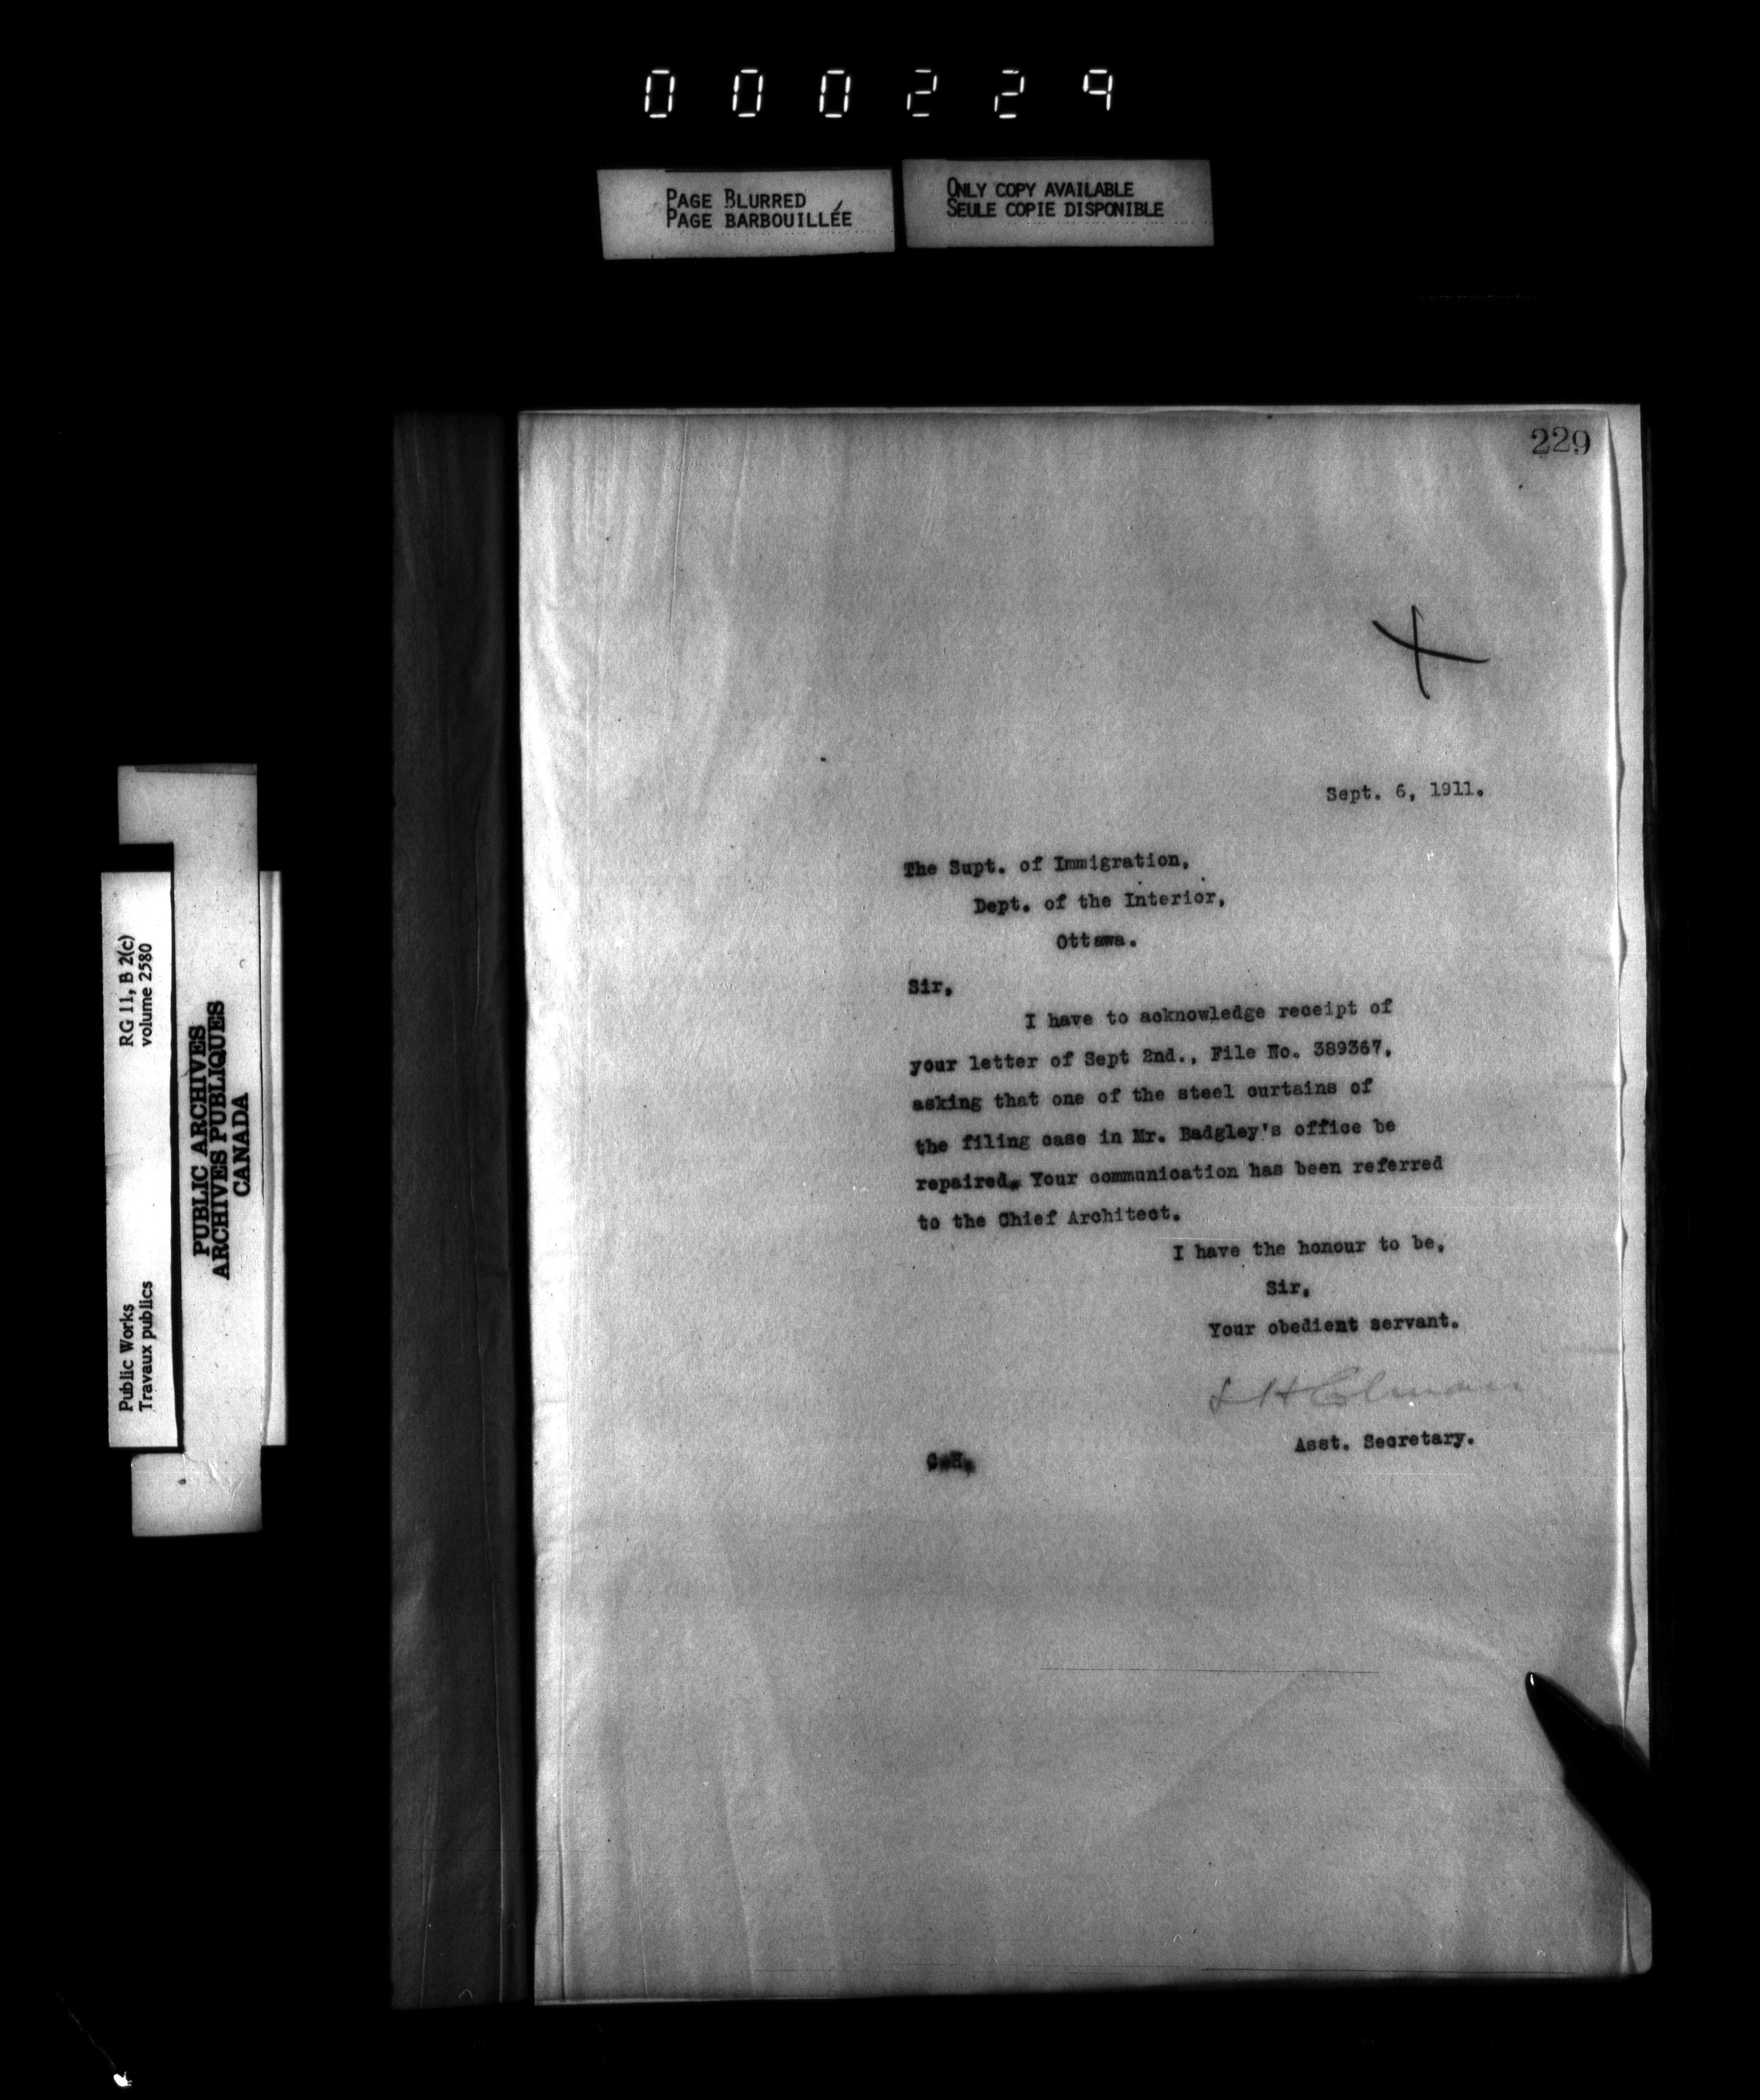 000229
PAGE BLURRED
PAGE BARBOUILLÉE
ONLY COPY AVAILABLE
SEULE COPIE DISPONIBLE
229
Sept. 6, 1911.
The Supt. of Immigration,
Dept. of the Interior,
Ottawa.
Sir,
I have to acknowledge receipt of
your letter of Sept 2nd., File No. 389367,
asking that one of the steel curtains of
the filing case in Mr. Badgley's office be
repaired. Your communication has been referred
to the Chief Architect.
I have the honour to be,
Sir,
Your obedient servant.
Asst. Secretary.
C.H.
RG 11, B 2(c)
volume 2580
Public Works
Travaux publics
PUBLIC ARCHIVES
ARCHIVES PUBLIQUES
CANADA